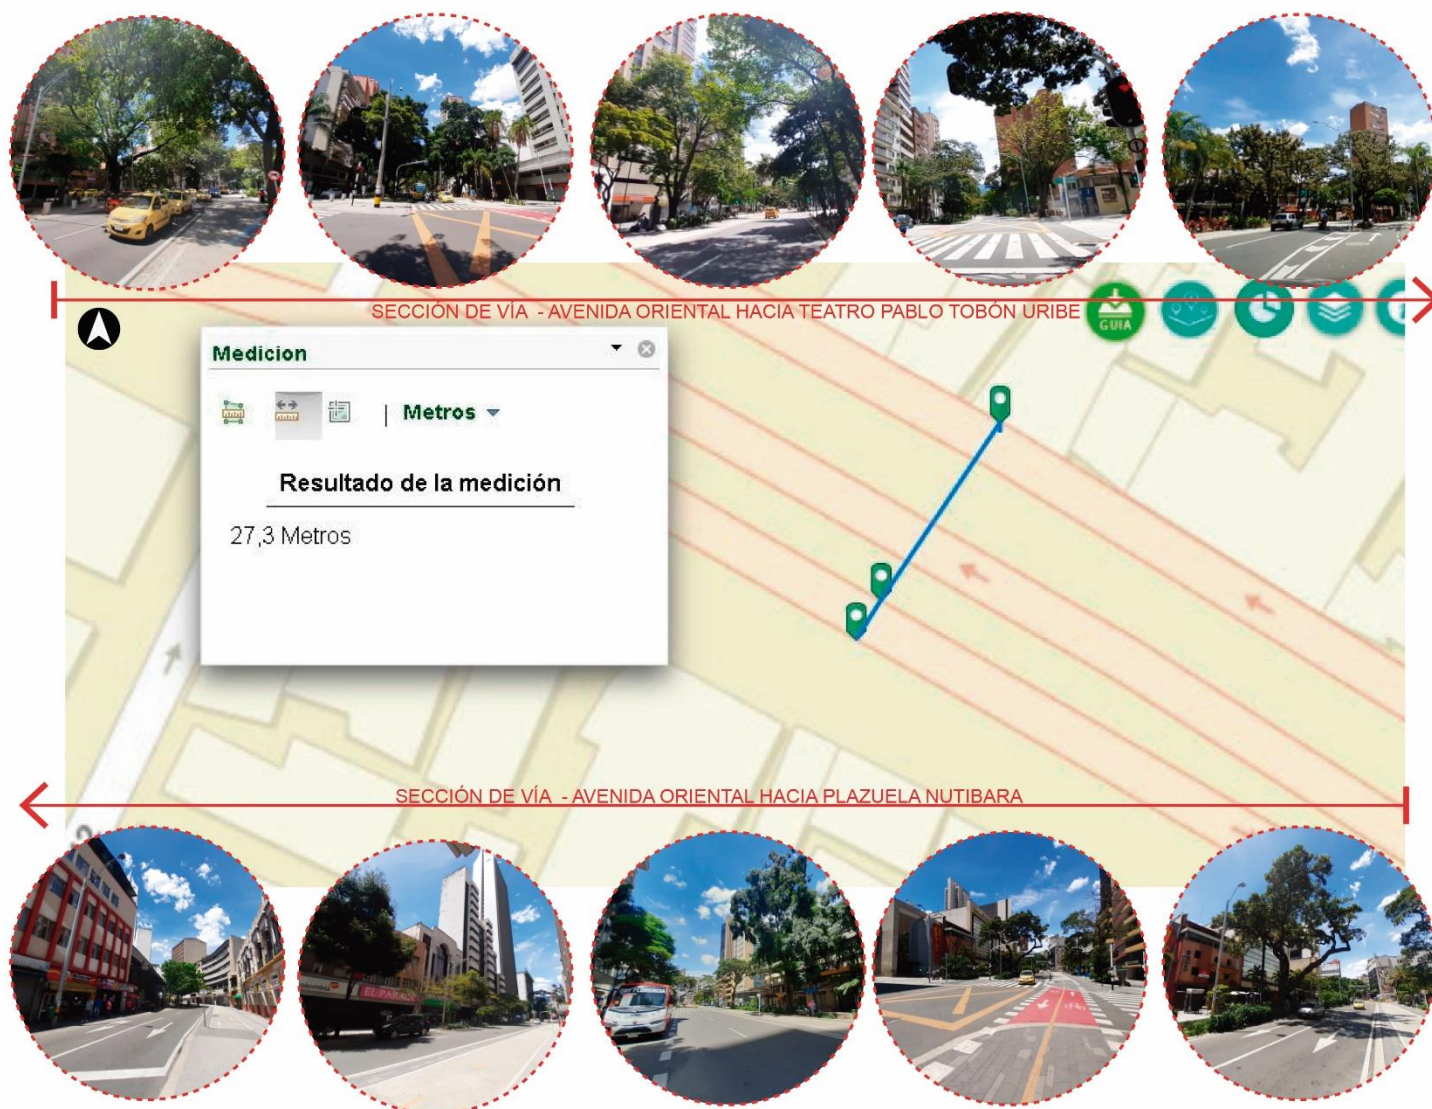 SECCIÓN DE VÍA - AVENIDA ORIENTAL HACIA TEATRO PABLO TOBÓN URIBE
GUIA
Medicion
| Metros
Resultado de la medición
27,3 Metros
SECCIÓN DE VÍA - AVENIDA ORIENTAL HACIA PLAZUELA NUTIBARA
2
EL PARAÍSO